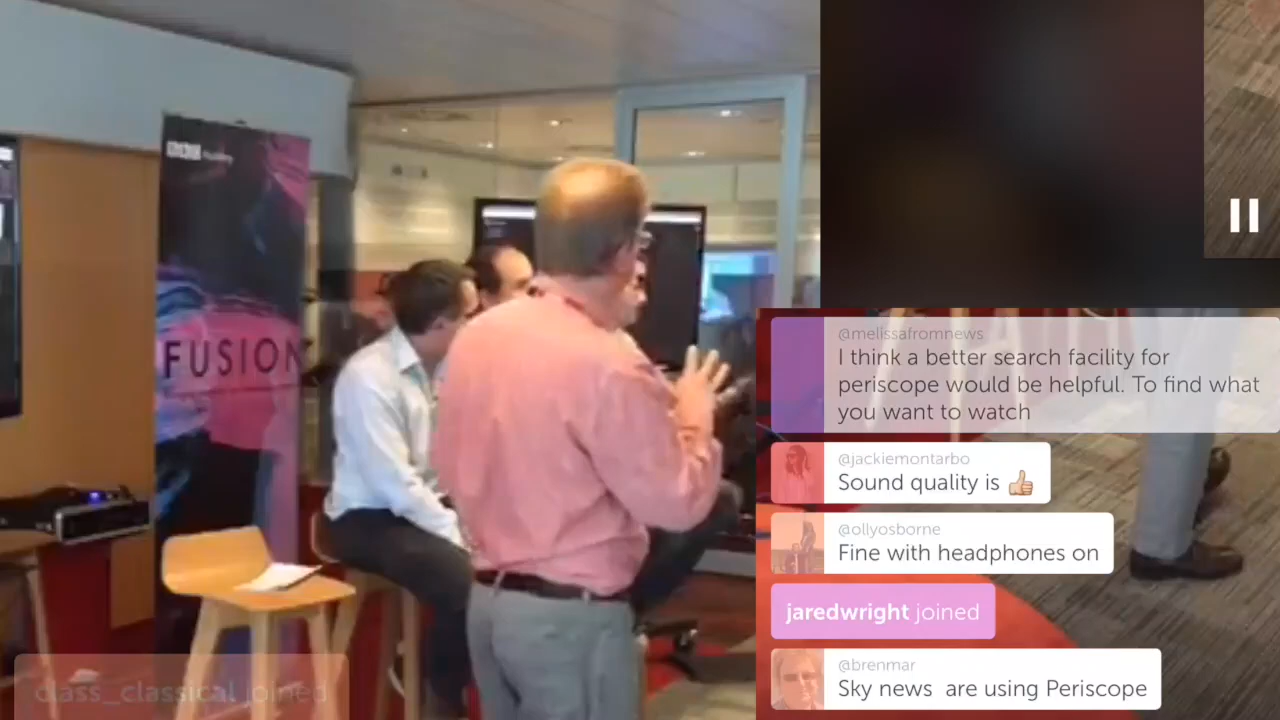 BBC
FUSION
class_classical joined
@melissafromnews
I think a better search facility for
periscope would be helpful. To find what
you want to watch
@jackiemontarbo
Sound quality is 👍
@ollyosborne
Fine with headphones on
jaredwright joined
@brenmar
Sky news are using Periscope